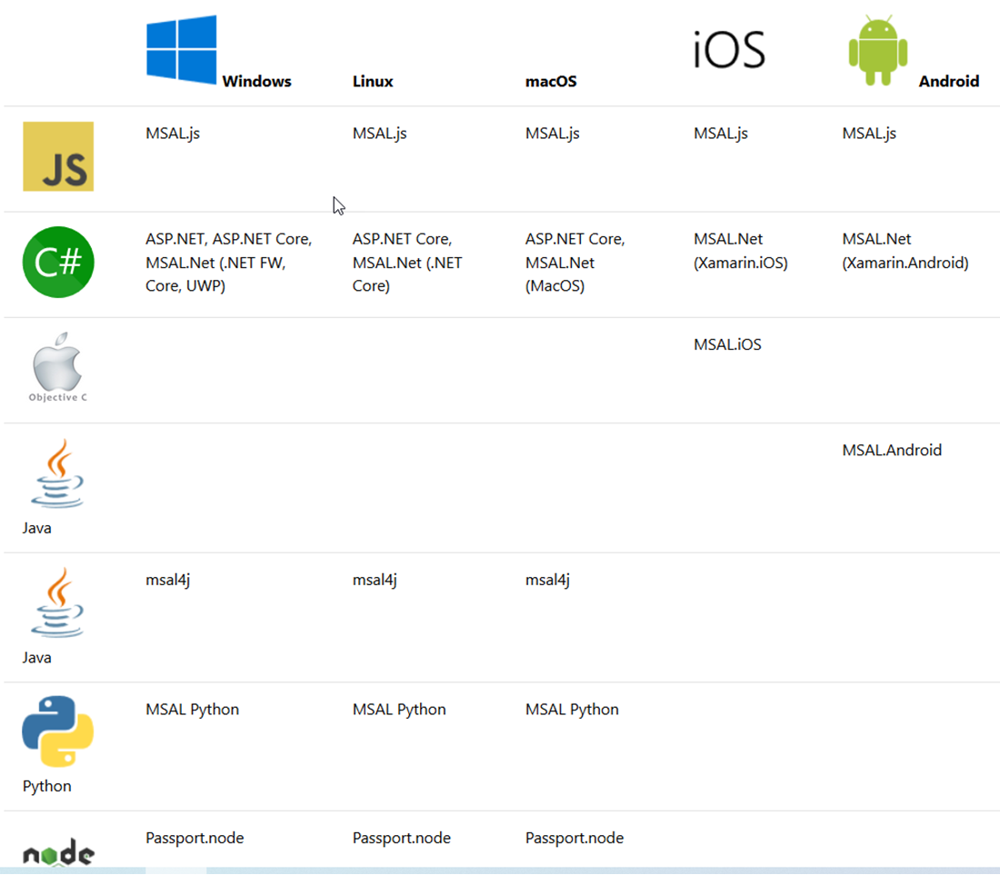 iOS
Windows Linux macOS Android
MSAL.js MSAL.js MSAL.js MSAL.js MSAL.js
JS
ASP.NET, ASP.NET Core, ASP.NET Core, ASP.NET Core, MSAL.Net MSAL.Net
C# MSAL.Net (.NET FW, MSAL.Net (.NET MSAL.Net (Xamarin.iOS) (Xamarin.Android)
Core, UWP) Core) (MacOS)
MSAL.iOS
Objective C
MSAL.Android
Java
msal4j msal4j msal4j
Java
MSAL Python MSAL Python MSAL Python
Python
Passport.node Passport.node Passport.node
node